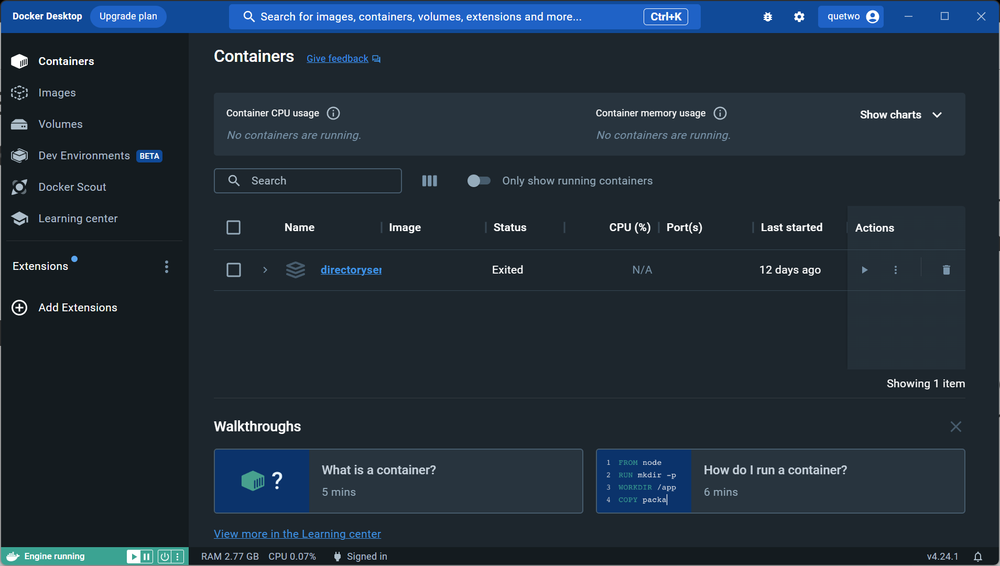 Docker Desktop
Upgrade plan
Search for images, containers, volumes, extensions and more...
Ctrl+K
quetwo
Containers
Images
Volumes
Dev Environments BETA
Docker Scout
Learning center
Extensions
Add Extensions
Containers
Give feedback
Container CPU usage
No containers are running.
Container memory usage
No containers are running.
Show charts
Search
Only show running containers
Name Image Status CPU (%) Port(s) Last started Actions
directoryser Exited N/A 12 days ago
Showing 1 item
Walkthroughs
?
What is a container?
5 mins
1 FROM node
2 RUN mkdir -p
3 WORKDIR /app
4 COPY packa
How do I run a container?
6 mins
View more in the Learning center
Engine running
RAM 2.77 GB CPU 0.07% Signed in
v4.24.1